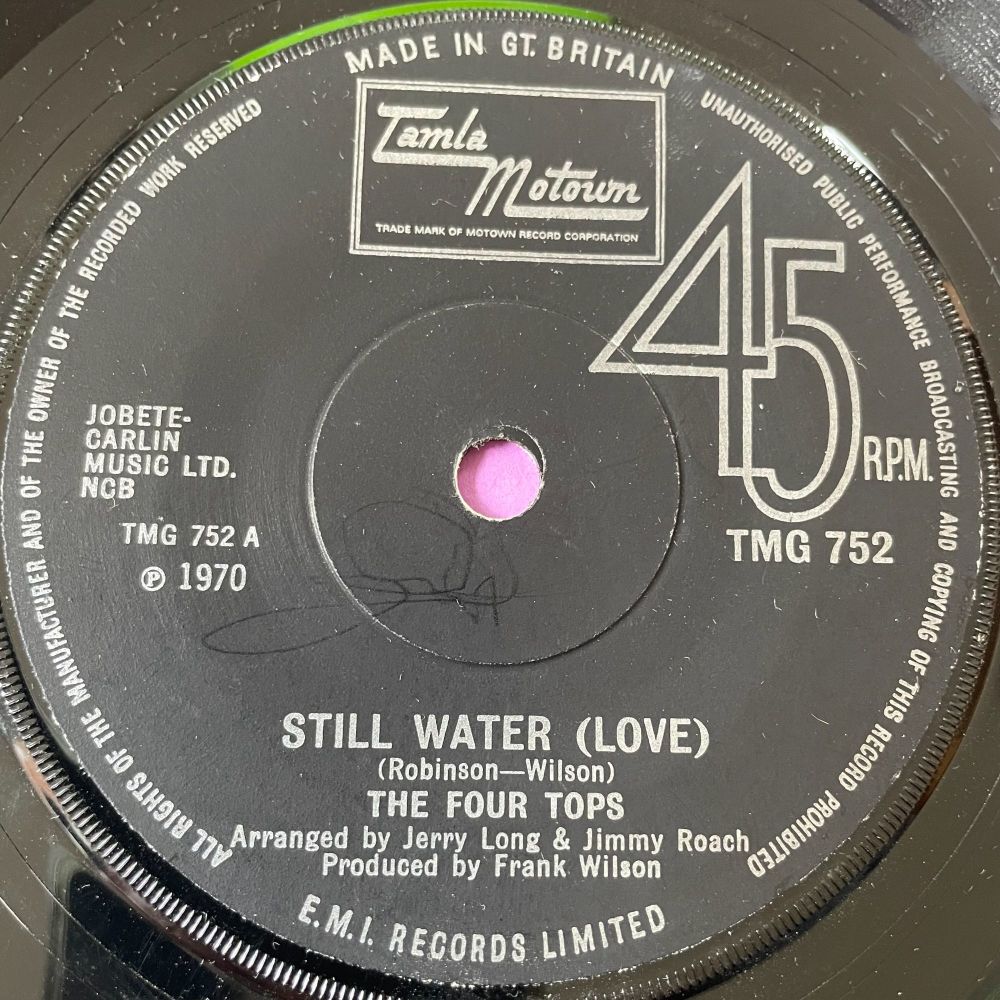 MADE IN GT. BRITAIN
UNAUTHORISED PUBLIC PERFORMANCE BROADCASTING AND COPYING OF THIS RECORD PROHIBITED
E.M.I. RECORDS LIMITED
ALL RIGHTS OF THE MANUFACTURER AND OF THE OWNER OF THE RECORDED WORK RESERVED
Tamla
Motown
TRADE MARK OF MOTOWN RECORD CORPORATION
45
R.P.M.
TMG 752
JOBETE-
CARLIN
MUSIC LTD.
NCB
TMG 752 A
℗ 1970
STILL WATER (LOVE)
(Robinson—Wilson)
THE FOUR TOPS
Arranged by Jerry Long & Jimmy Roach
Produced by Frank Wilson